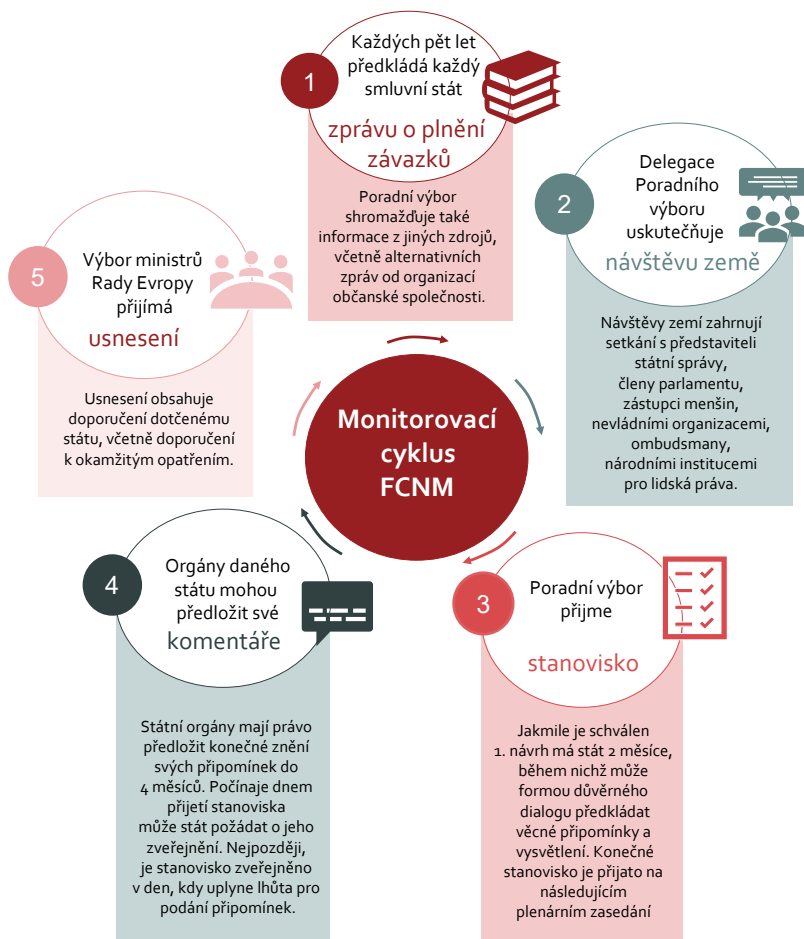 1
Každých pět let
předkládá každý
smluvní stát
zprávu o plnění
závazků
Poradní výbor
shromažďuje také
informace z jiných zdrojů,
včetně alternativních
zpráv od organizací
občanské společnosti.
2
Delegace
Poradního
výboru
uskutečňuje
návštěvu země
Návštěvy zemí zahrnují
setkání s představiteli
státní správy,
členy parlamentu,
zástupci menšin,
nevládními organizacemi,
ombudsmany,
národními institucemi
pro lidská práva.
3
Poradní výbor
přijme
stanovisko
Jakmile je schválen
1. návrh má stát 2 měsíce,
během nichž může
formou důvěrného
dialogu předkládat
věcné připomínky a
vysvětlení. Konečné
stanovisko je přijato na
následujícím
plenárním zasedání
4
Orgány daného
státu mohou
předložit své
komentáře
Státní orgány mají právo
předložit konečné znění
svých připomínek do
4 měsíců. Počínaje dnem
přijetí stanoviska
může stát požádat o jeho
zveřejnění. Nejpozději,
je stanovisko zveřejněno
v den, kdy uplyne lhůta pro
podání připomínek.
5
Výbor ministrů
Rady Evropy
přijímá
usnesení
Usnesení obsahuje
doporučení dotčenému
státu, včetně doporučení
k okamžitým opatřením.
Monitorovací
cyklus
FCNM